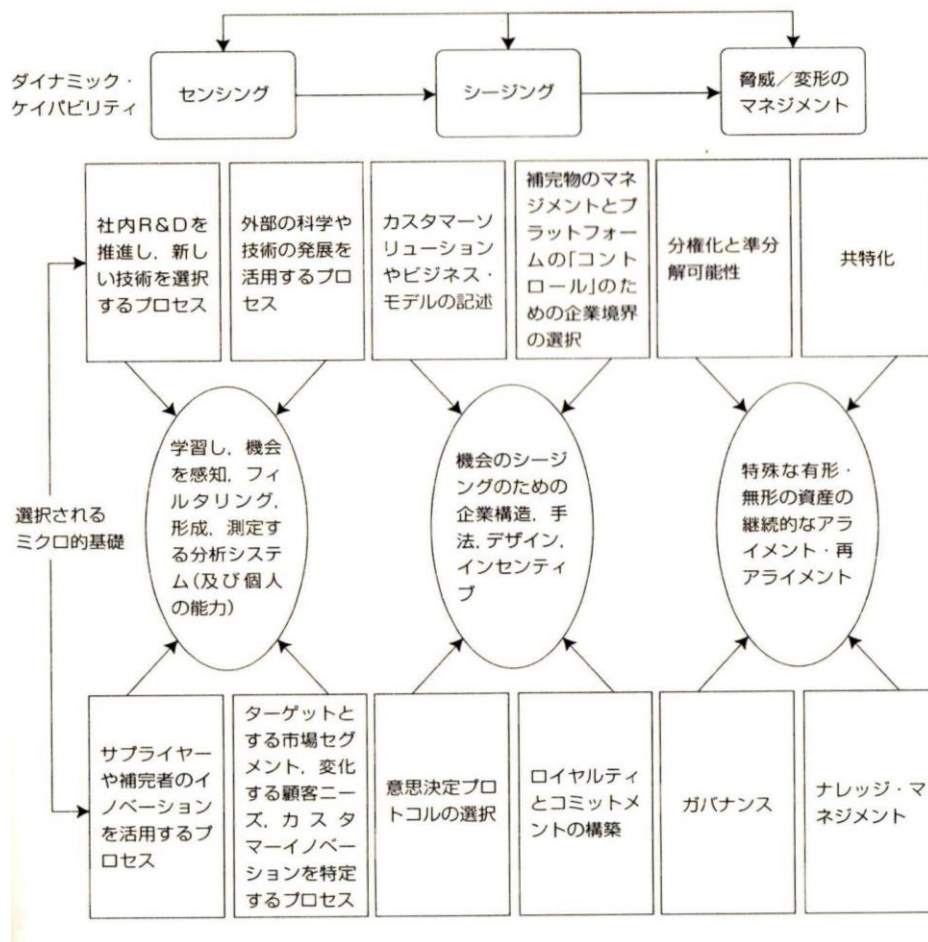 ダイナミック・
ケイパビリティ
センシング
シージング
脅威／変形の
マネジメント
社内R&Dを
推進し，新し
い技術を選択
するプロセス
外部の科学や
技術の発展を
活用するプロ
セス
カスタマーソ
リューション
やビジネス・
モデルの記述
補完物のマネ
ジメントとプ
ラットフォー
ムの「コント
ロール」のた
めの企業境界
の選択
分権化と準分
解可能性
共特化
選択される
ミクロ的基礎
学習し，機会
を感知，フィ
ルタリング，
形成，測定す
る分析システ
ム（及び個人
の能力）
機会のシージ
ングのための
企業構造，手
法，デザイン，
インセンティ
ブ
特殊な有形・
無形の資産の
継続的なアラ
イメント・再
アライメント
サプライヤー
や補完者のイ
ノベーション
を活用するプ
ロセス
ターゲットと
する市場セグ
メント，変化
する顧客ニー
ズ，カスタ
マーイノベー
ションを特定
するプロセス
意思決定プロ
トコルの選択
ロイヤルティ
とコミットメ
ントの構築
ガバナンス
ナレッジ・マ
ネジメント